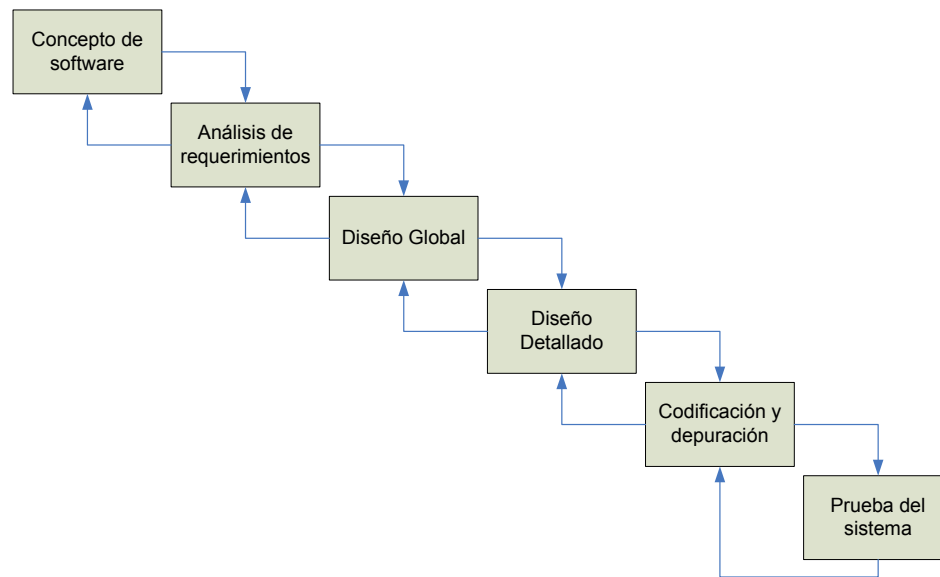 Concepto de
software
Análisis de
requerimientos
Diseño Global
Diseño
Detallado
Codificación y
depuración
Prueba del
sistema